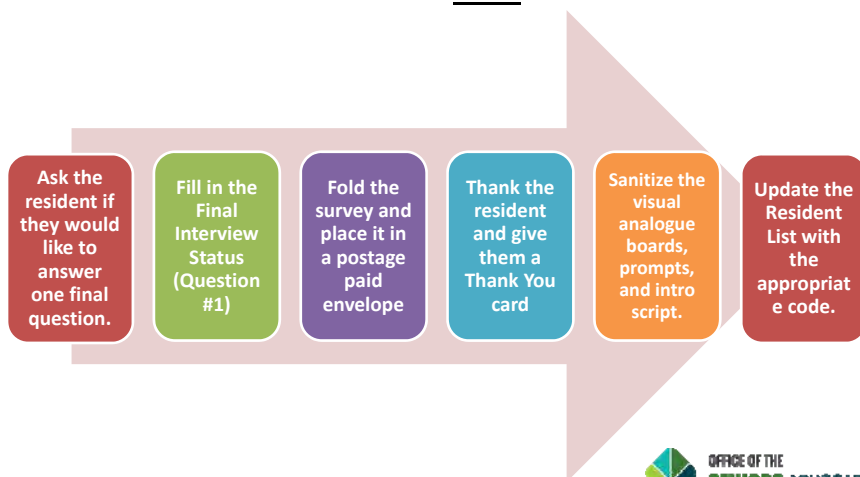 Ask the
resident if
they would
like to
answer
one final
question.
Fill in the
Final
Interview
Status
(Question
#1)
Fold the
survey and
place it in
a postage
paid
envelope
Thank the
resident
and give
them a
Thank You
card
Sanitize the
visual
analogue
boards,
prompts,
and intro
script.
Update the
Resident
List with
the
appropriat
e code.
OFFICE OF THE